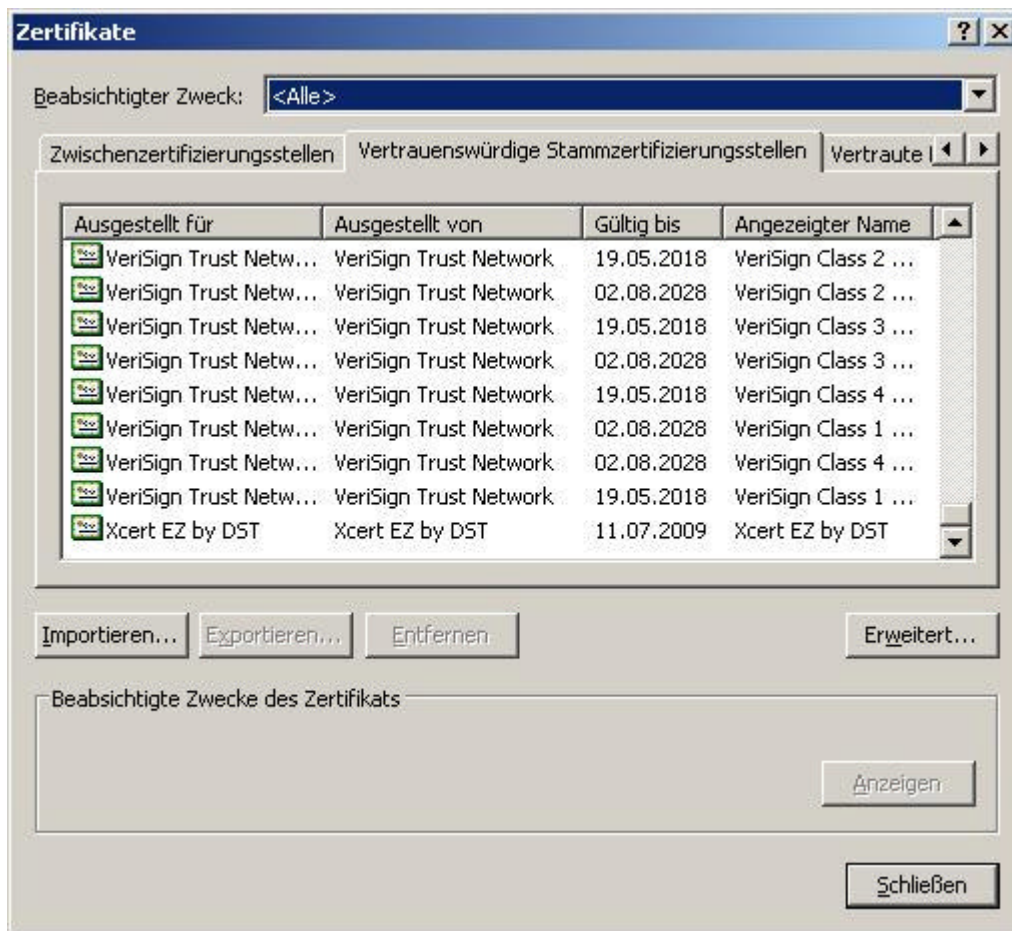 Zertifikate
Beabsichtigter Zweck: <Alle>
Zwischenzertifizierungsstellen Vertrauenswürdige Stammzertifizierungsstellen Vertraute
Ausgestellt für Ausgestellt von Gültig bis Angezeigter Name
VeriSign Trust Netw... VeriSign Trust Network 19.05.2018 VeriSign Class 2 ...
VeriSign Trust Netw... VeriSign Trust Network 02.08.2028 VeriSign Class 2 ...
VeriSign Trust Netw... VeriSign Trust Network 19.05.2018 VeriSign Class 3 ...
VeriSign Trust Netw... VeriSign Trust Network 02.08.2028 VeriSign Class 3 ...
VeriSign Trust Netw... VeriSign Trust Network 19.05.2018 VeriSign Class 4 ...
VeriSign Trust Netw... VeriSign Trust Network 02.08.2028 VeriSign Class 1 ...
VeriSign Trust Netw... VeriSign Trust Network 02.08.2028 VeriSign Class 4 ...
VeriSign Trust Netw... VeriSign Trust Network 19.05.2018 VeriSign Class 1 ...
Xcert EZ by DST Xcert EZ by DST 11.07.2009 Xcert EZ by DST
Importieren... Exportieren... Entfernen Erweitert...
Beabsichtigte Zwecke des Zertifikats
Anzeigen
Schließen